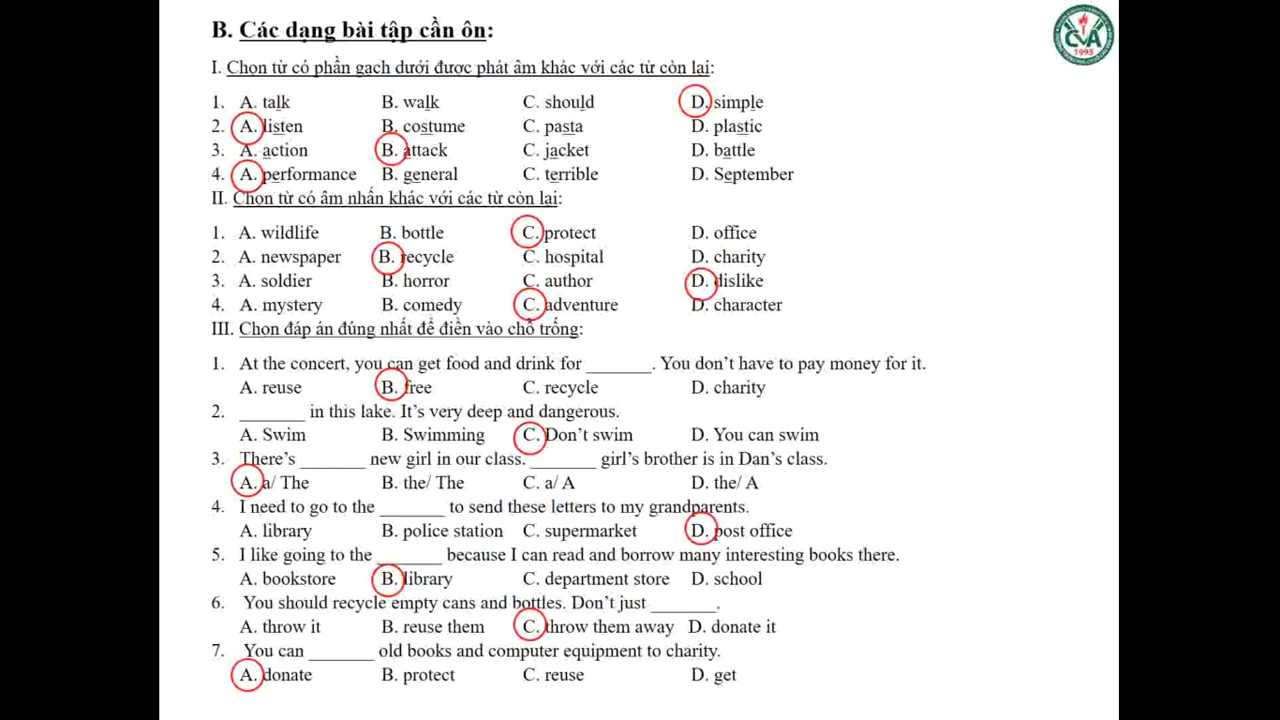 B. Các dạng bài tập cần ôn:
CVA
1995
I. Chọn từ có phần gạch dưới được phát âm khác với các từ còn lại:
1. A. talk B. walk C. should D. simple
2. A. listen B. costume C. pasta D. plastic
3. A. action B. attack C. jacket D. battle
4. A. performance B. general C. terrible D. September
II. Chọn từ có âm nhấn khác với các từ còn lại:
1. A. wildlife B. bottle C. protect D. office
2. A. newspaper B. recycle C. hospital D. charity
3. A. soldier B. horror C. author D. dislike
4. A. mystery B. comedy C. adventure D. character
III. Chọn đáp án đúng nhất để điền vào chỗ trống:
1. At the concert, you can get food and drink for _______. You don't have to pay money for it.
A. reuse B. free C. recycle D. charity
2. _______ in this lake. It's very deep and dangerous.
A. Swim B. Swimming C. Don't swim D. You can swim
3. There's _______ new girl in our class. _______ girl's brother is in Dan's class.
A. a/ The B. the/ The C. a/ A D. the/ A
4. I need to go to the _______ to send these letters to my grandparents.
A. library B. police station C. supermarket D. post office
5. I like going to the _______ because I can read and borrow many interesting books there.
A. bookstore B. library C. department store D. school
6. You should recycle empty cans and bottles. Don't just _______.
A. throw it B. reuse them C. throw them away D. donate it
7. You can _______ old books and computer equipment to charity.
A. donate B. protect C. reuse D. get